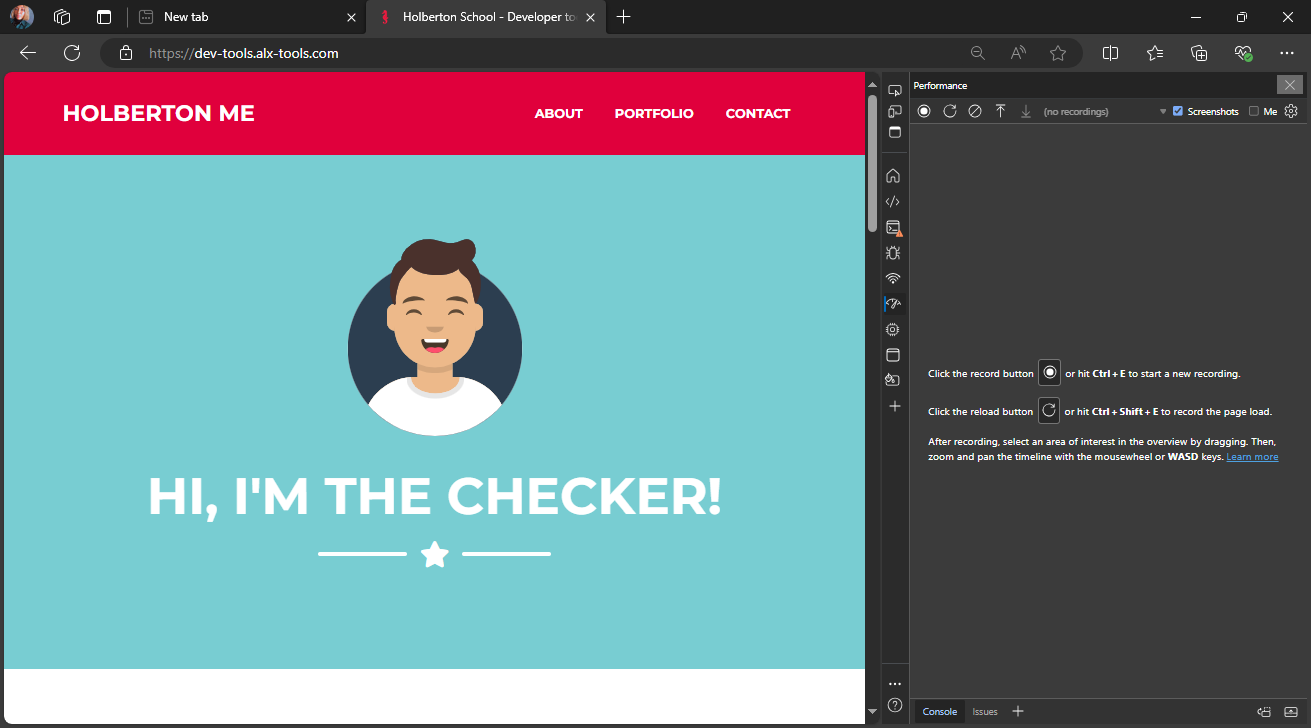 New tab
Holberton School - Developer to
https://dev-tools.alx-tools.com
HOLBERTON ME
ABOUT
PORTFOLIO
CONTACT
HI, I'M THE CHECKER!
Performance
(no recordings)
Screenshots
Me
Click the record button or hit Ctrl + E to start a new recording.
Click the reload button or hit Ctrl + Shift + E to record the page load.
After recording, select an area of interest in the overview by dragging. Then,
zoom and pan the timeline with the mousewheel or WASD keys. Learn more
Console
Issues